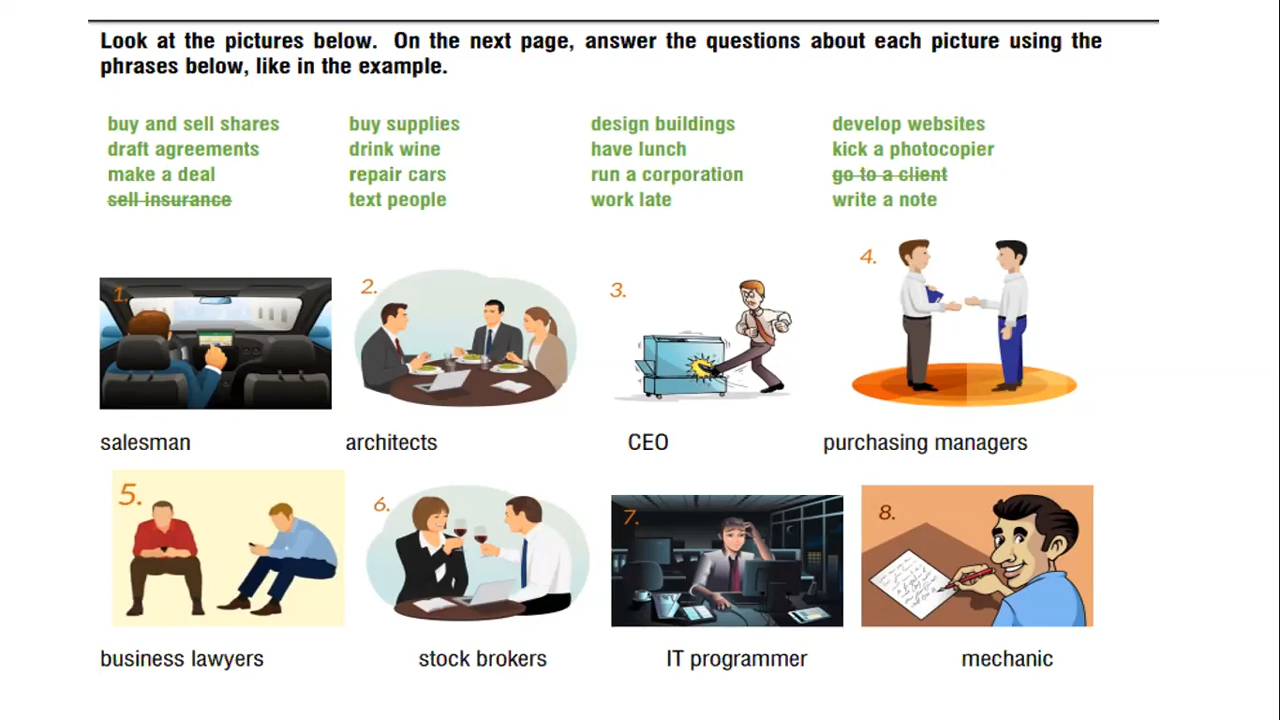 Look at the pictures below. On the next page, answer the questions about each picture using the
phrases below, like in the example.
buy and sell shares
draft agreements
make a deal
sell insurance
buy supplies
drink wine
repair cars
text people
design buildings
have lunch
run a corporation
work late
develop websites
kick a photocopier
go to a client
write a note
1.
2.
3.
4.
salesman
architects
CEO
purchasing managers
5.
6.
7.
8.
business lawyers
stock brokers
IT programmer
mechanic